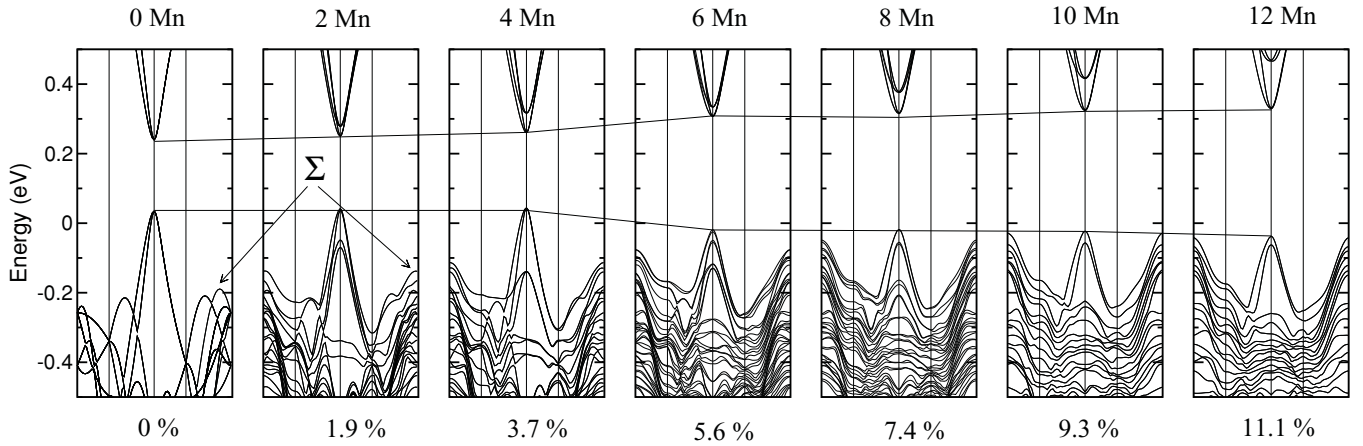 0 Mn 2 Mn 4 Mn 6 Mn 8 Mn 10 Mn 12 Mn
0.4
0.2
Σ
0
-0.2
-0.4
Energy (eV)
0 % 1.9 % 3.7 % 5.6 % 7.4 % 9.3 % 11.1 %